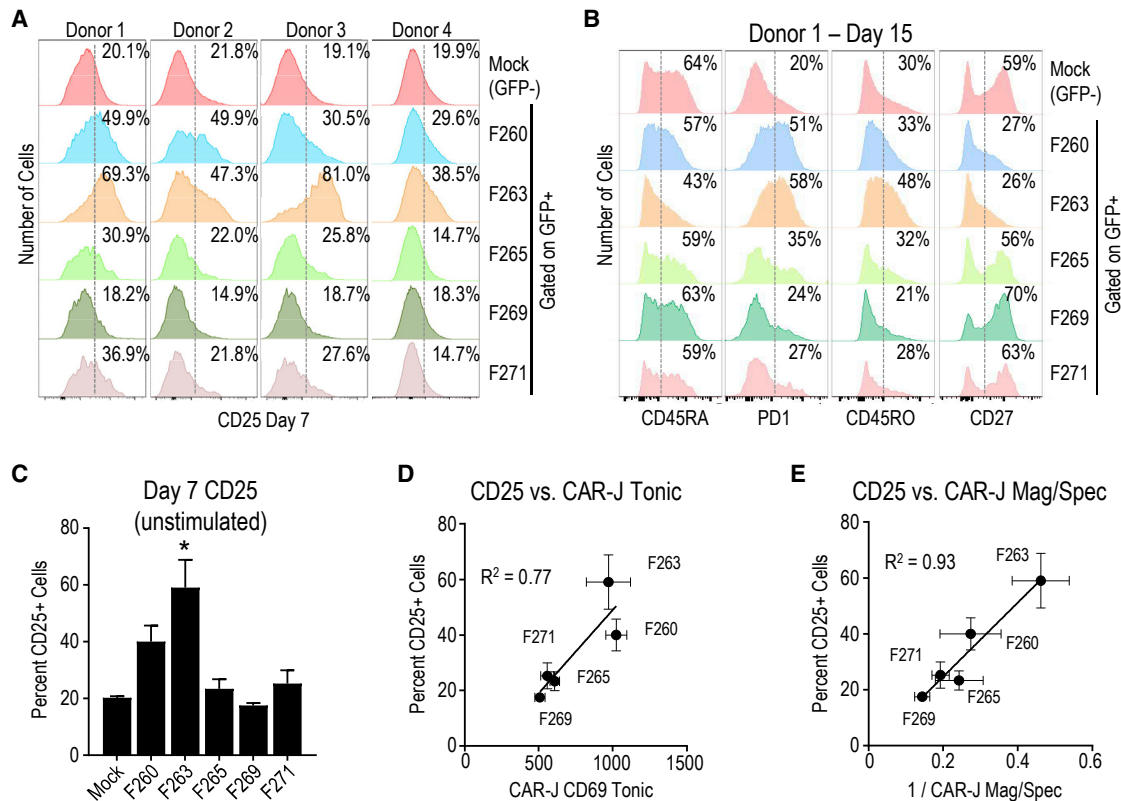 A
Donor 1 Donor 2 Donor 3 Donor 4
20.1% 21.8% 19.1% 19.9%
Mock
(GFP-)
49.9% 49.9% 30.5% 29.6%
F260
69.3% 47.3% 81.0% 38.5%
F263
30.9% 22.0% 25.8% 14.7%
F265
18.2% 14.9% 18.7% 18.3%
F269
36.9% 21.8% 27.6% 14.7%
F271
Number of Cells
Gated on GFP+
CD25 Day 7
B
Donor 1 – Day 15
64% 20% 30% 59%
Mock
(GFP-)
57% 51% 33% 27%
F260
43% 58% 48% 26%
F263
59% 35% 32% 56%
F265
63% 24% 21% 70%
F269
59% 27% 28% 63%
F271
Number of Cells
Gated on GFP+
CD45RA PD1 CD45RO CD27
C
Day 7 CD25
(unstimulated)
Percent CD25+ Cells
80
60
40
20
0
*
Mock F260 F263 F265 F269 F271
D
CD25 vs. CAR-J Tonic
R² = 0.77
Percent CD25+ Cells
80
60
40
20
0
F263
F260
F271
F265
F269
0 500 1000 1500
CAR-J CD69 Tonic
E
CD25 vs. CAR-J Mag/Spec
R² = 0.93
Percent CD25+ Cells
80
60
40
20
0
F263
F260
F271
F265
F269
0 0.2 0.4 0.6
1 / CAR-J Mag/Spec